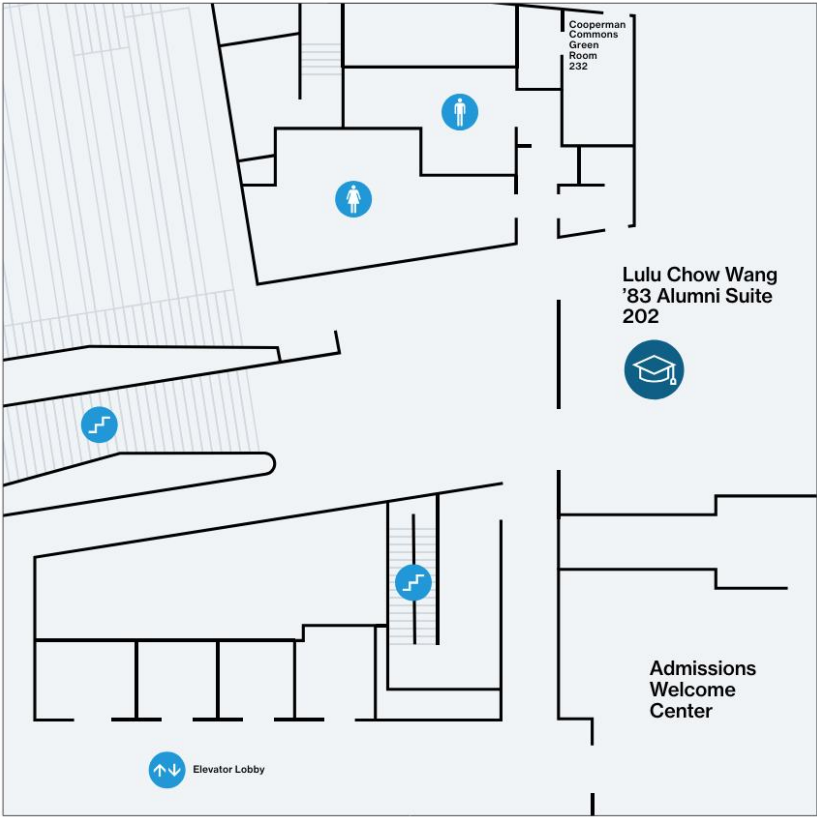 Cooperman
Commons
Green
Room
232
Lulu Chow Wang
’83 Alumni Suite
202
Admissions
Welcome
Center
Elevator Lobby